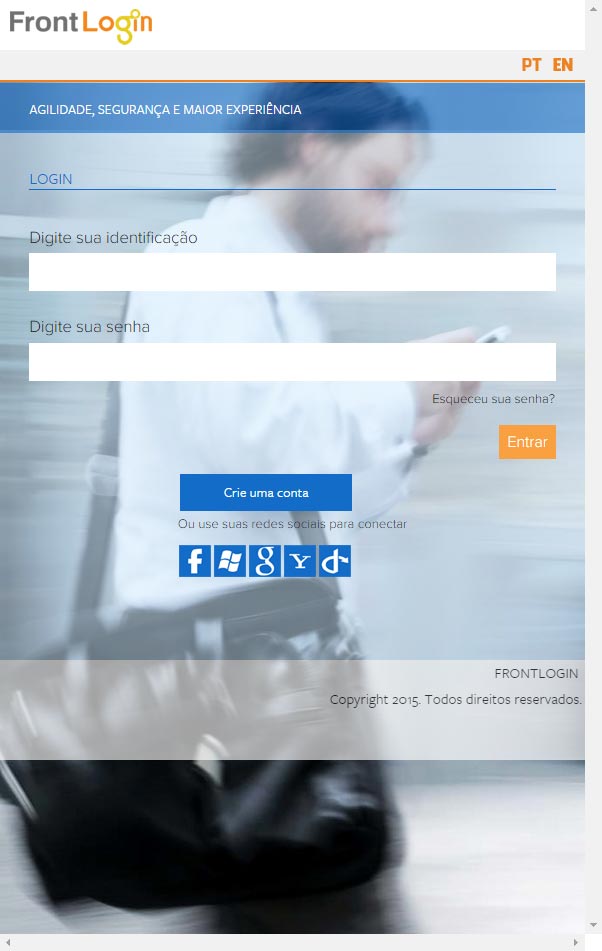 FrontLogin
PT EN
AGILIDADE, SEGURANÇA E MAIOR EXPERIÊNCIA
LOGIN
Digite sua identificação
Digite sua senha
Esqueceu sua senha?
Entrar
Crie uma conta
Ou use suas redes sociais para conectar
FRONTLOGIN
Copyright 2015. Todos direitos reservados.